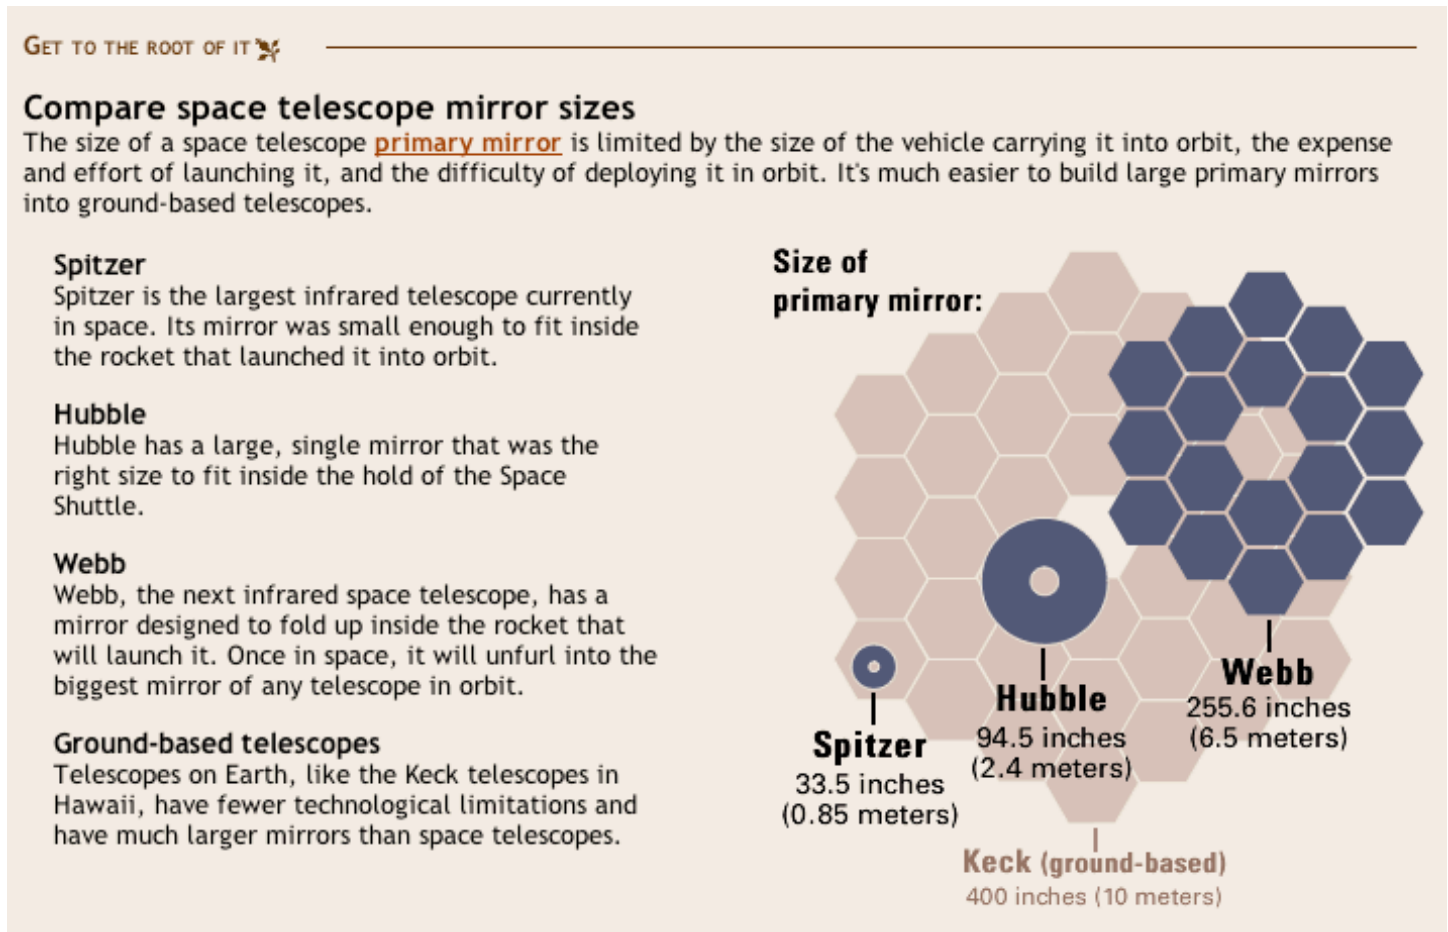 GET TO THE ROOT OF IT
Compare space telescope mirror sizes
The size of a space telescope primary mirror is limited by the size of the vehicle carrying it into orbit, the expense
and effort of launching it, and the difficulty of deploying it in orbit. It's much easier to build large primary mirrors
into ground-based telescopes.
Spitzer
Spitzer is the largest infrared telescope currently
in space. Its mirror was small enough to fit inside
the rocket that launched it into orbit.
Hubble
Hubble has a large, single mirror that was the
right size to fit inside the hold of the Space
Shuttle.
Webb
Webb, the next infrared space telescope, has a
mirror designed to fold up inside the rocket that
will launch it. Once in space, it will unfurl into the
biggest mirror of any telescope in orbit.
Ground-based telescopes
Telescopes on Earth, like the Keck telescopes in
Hawaii, have fewer technological limitations and
have much larger mirrors than space telescopes.
Size of
primary mirror:
Spitzer
33.5 inches
(0.85 meters)
Hubble
94.5 inches
(2.4 meters)
Webb
255.6 inches
(6.5 meters)
Keck (ground-based)
400 inches (10 meters)